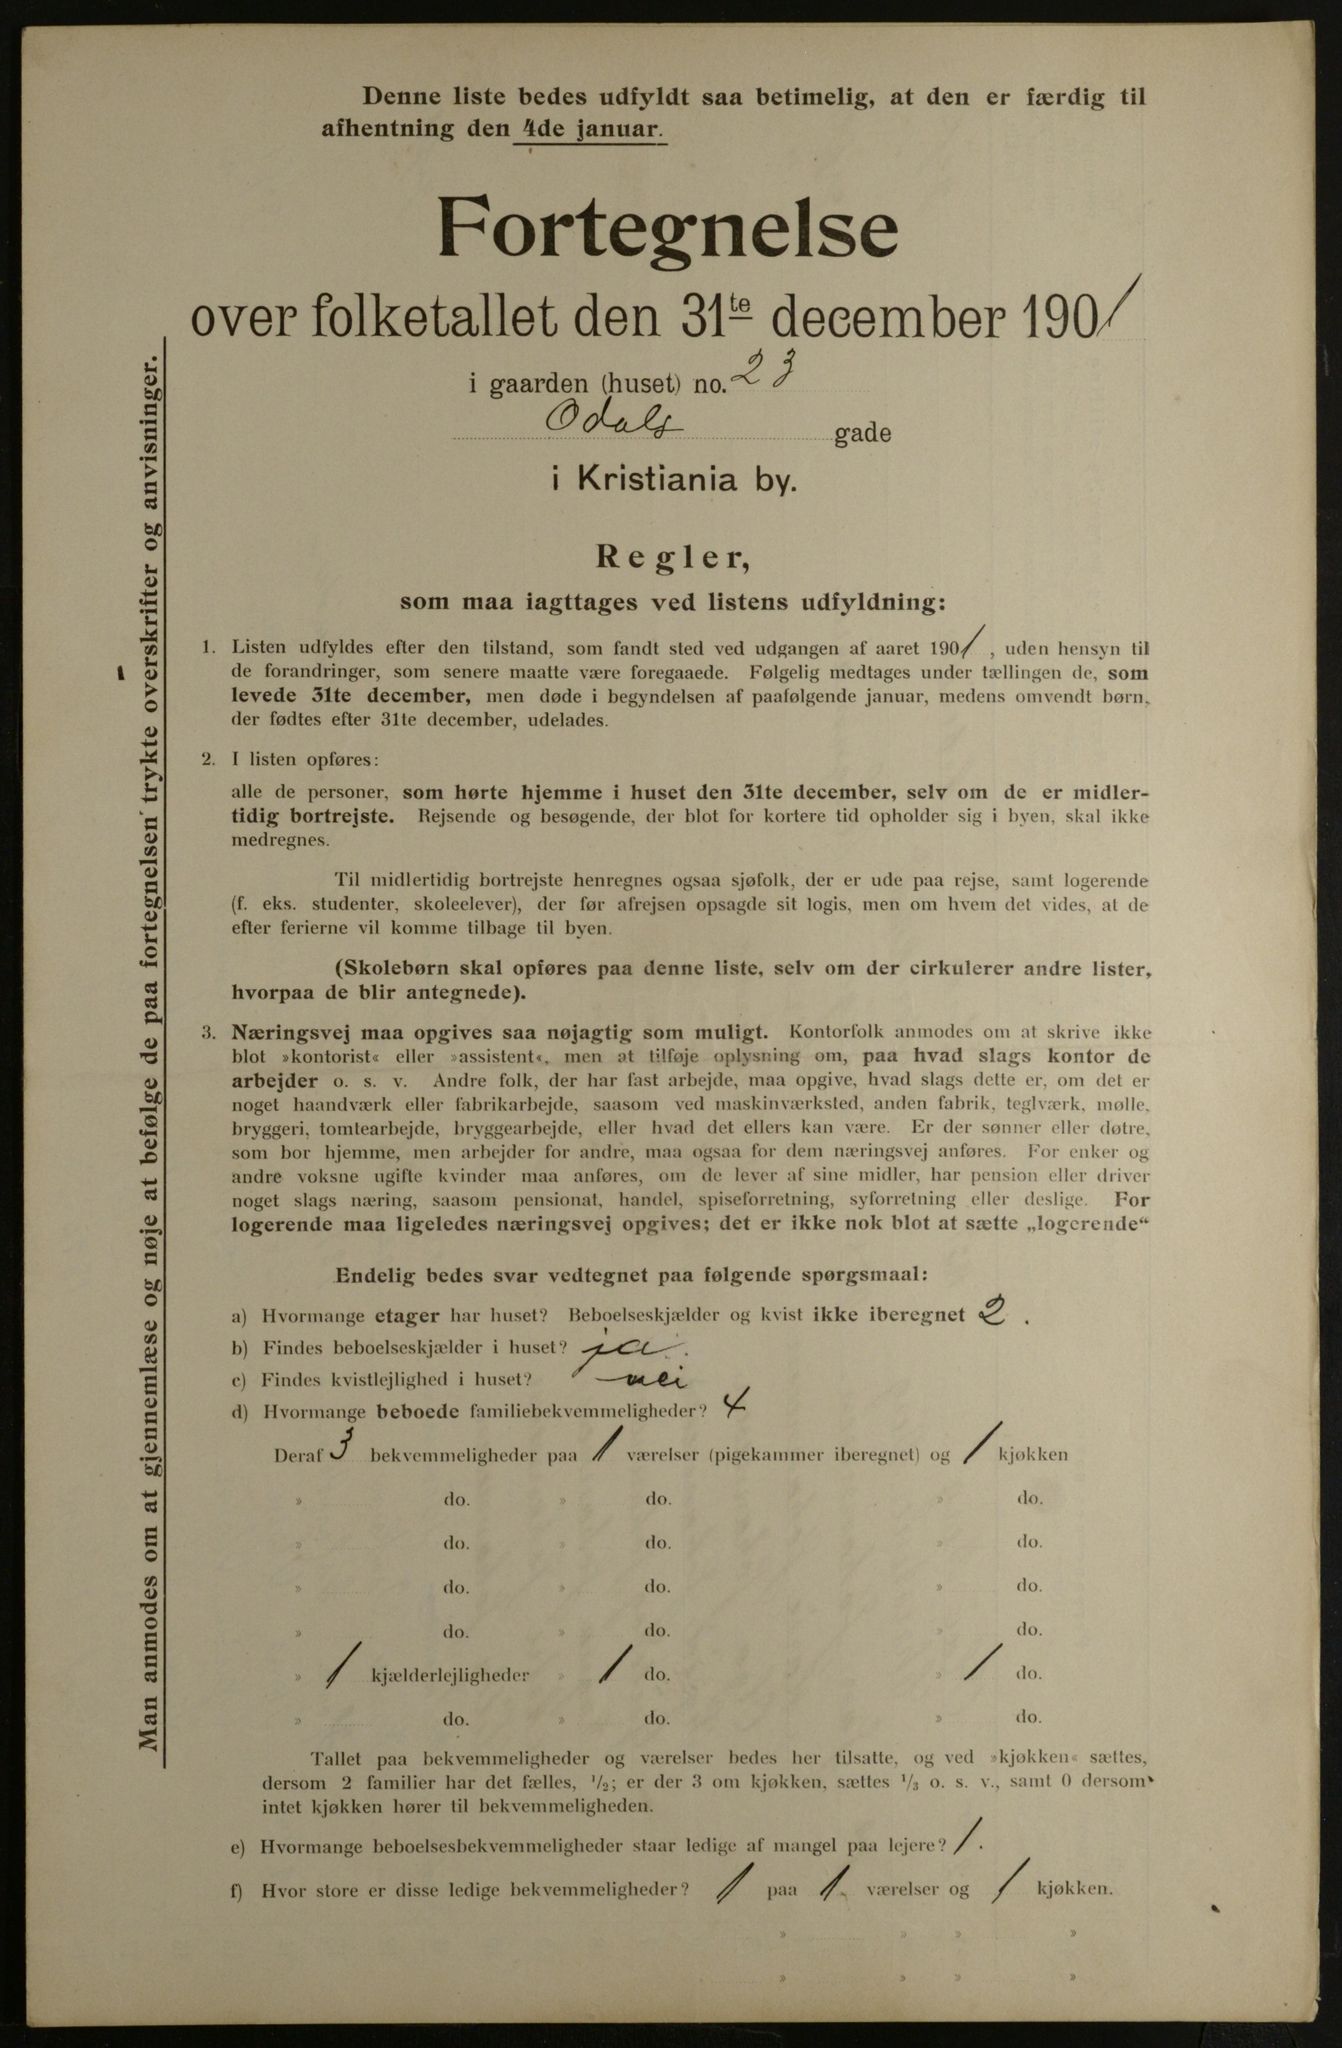 Denne liste bedes udfyldt saa betimelig, at den er færdig til
afhentning den 4de januar.
Fortegnelse
over folketallet den 31te december 1901
i gaarden (huset) no. 23
Odals gade
i Kristiania by.
Regler,
som maa iagttages ved listens udfyldning:
1. Listen udfyldes efter den tilstand, som fandt sted ved udgangen af aaret 1901, uden hensyn til
de forandringer, som senere maatte være foregaaede. Følgelig medtages under tællingen de, som
levede 31te december, men døde i begyndelsen af paafølgende januar, medens omvendt børn,
der fødtes efter 31te december, udelades.
2. I listen opføres:
alle de personer, som hørte hjemme i huset den 31te december, selv om de er midler-
tidig bortrejste. Rejsende og besøgende, der blot for kortere tid opholder sig i byen, skal ikke
medregnes.
Til midlertidig bortrejste henregnes ogsaa sjøfolk, der er ude paa rejse, samt logerende
(f. eks. studenter, skoleelever), der før afrejsen opsagde sit logis, men om hvem det vides, at de
efter ferierne vil komme tilbage til byen.
(Skolebørn skal opføres paa denne liste, selv om der cirkulerer andre lister,
hvorpaa de blir antegnede).
3. Næringsvej maa opgives saa nøjagtig som muligt. Kontorfolk anmodes om at skrive ikke
blot »kontorist« eller »assistent«, men at tilføje oplysning om, paa hvad slags kontor de
arbejder o. s. v. Andre folk, der har fast arbejde, maa opgive, hvad slags dette er, om det er
noget haandværk eller fabrikarbejde, saasom ved maskinværksted, anden fabrik, teglværk, mølle,
bryggeri, tomtearbejde, bryggearbejde, eller hvad det ellers kan være. Er der sønner eller døtre,
som bor hjemme, men arbejder for andre, maa ogsaa for dem næringsvej anføres. For enker og
andre voksne ugifte kvinder maa anføres, om de lever af sine midler, har pension eller driver
noget slags næring, saasom pensionat, handel, spiseforretning, syforretning eller deslige. For
logerende maa ligeledes næringsvej opgives; det er ikke nok blot at sætte „logerende“
Endelig bedes svar vedtegnet paa følgende spørgsmaal:
a) Hvormange etager har huset? Beboelseskjælder og kvist ikke iberegnet 2.
b) Findes beboelseskjælder i huset? ja.
c) Findes kvistlejlighed i huset? nei
d) Hvormange beboede familiebekvemmeligheder? 4
Deraf 3 bekvemmeligheder paa 1 værelser (pigekammer iberegnet) og 1 kjøkken
» do. » do. » do.
» do. » do. » do.
» do. » do. » do.
» do. » do. » do.
» 1 kjælderlejligheder » 1 do. » 1 do.
» do. » do. » do.
Tallet paa bekvemmeligheder og værelser bedes her tilsatte, og ved »kjøkken« sættes,
dersom 2 familier har det fælles, 1/2; er der 3 om kjøkken, sættes 1/3 o. s. v., samt 0 dersom
intet kjøkken hører til bekvemmeligheden.
e) Hvormange beboelsesbekvemmeligheder staar ledige af mangel paa lejere? 1.
f) Hvor store er disse ledige bekvemmeligheder? 1 paa 1 værelser og 1 kjøkken.
» » » »
» » » »
Man anmodes om at gjennemlæse og nøje at befølge de paa fortegnelsen trykte overskrifter og anvisninger.